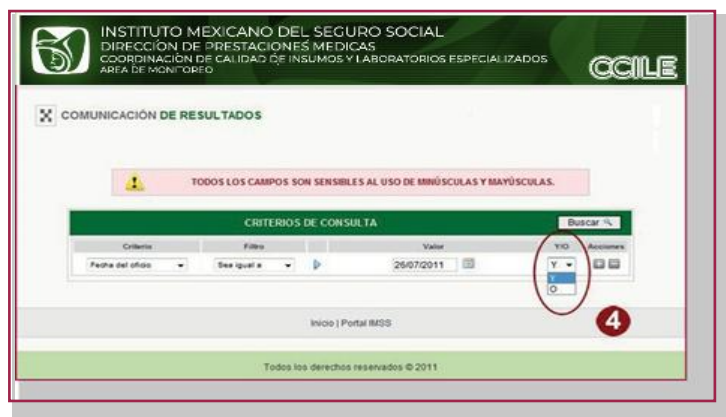 INSTITUTO MEXICANO DEL SEGURO SOCIAL
DIRECCIÓN DE PRESTACIONES MEDICAS
COORDINACIÓN DE CALIDAD DE INSUMOS Y LABORATORIOS ESPECIALIZADOS
AREA DE MONITOREO
CCILE
COMUNICACIÓN DE RESULTADOS
TODOS LOS CAMPOS SON SENSIBLES AL USO DE MINÚSCULAS Y MAYÚSCULAS.
CRITERIOS DE CONSULTA Buscar
Criterio Filtro Valor Y/O Acciones
Fecha del oficio Sea igual a 26/07/2011 Y
Y
O
4
Inicio | Portal IMSS
Todos los derechos reservados © 2011